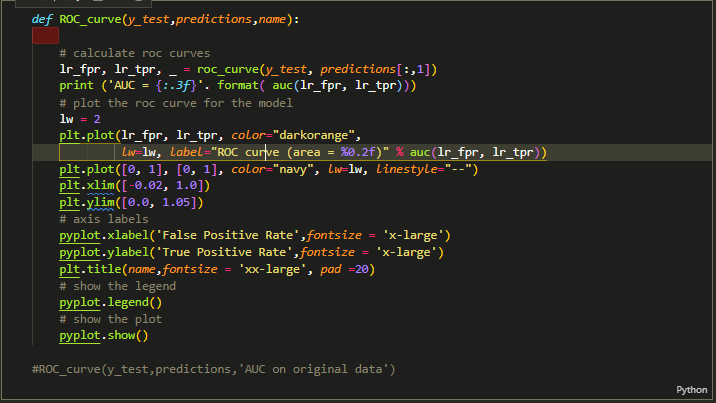 def ROC_curve(y_test,predictions,name):
# calculate roc curves
lr_fpr, lr_tpr, _ = roc_curve(y_test, predictions[:,1])
print ('AUC = {:.3f}'. format( auc(lr_fpr, lr_tpr)))
# plot the roc curve for the model
lw = 2
plt.plot(lr_fpr, lr_tpr, color="darkorange",
lw=lw, label="ROC curve (area = %0.2f)" % auc(lr_fpr, lr_tpr))
plt.plot([0, 1], [0, 1], color="navy", lw=lw, linestyle="--")
plt.xlim([-0.02, 1.0])
plt.ylim([0.0, 1.05])
# axis labels
pyplot.xlabel('False Positive Rate',fontsize = 'x-large')
pyplot.ylabel('True Positive Rate',fontsize = 'x-large')
plt.title(name,fontsize = 'xx-large', pad =20)
# show the legend
pyplot.legend()
# show the plot
pyplot.show()
#ROC_curve(y_test,predictions,'AUC on original data')
Python